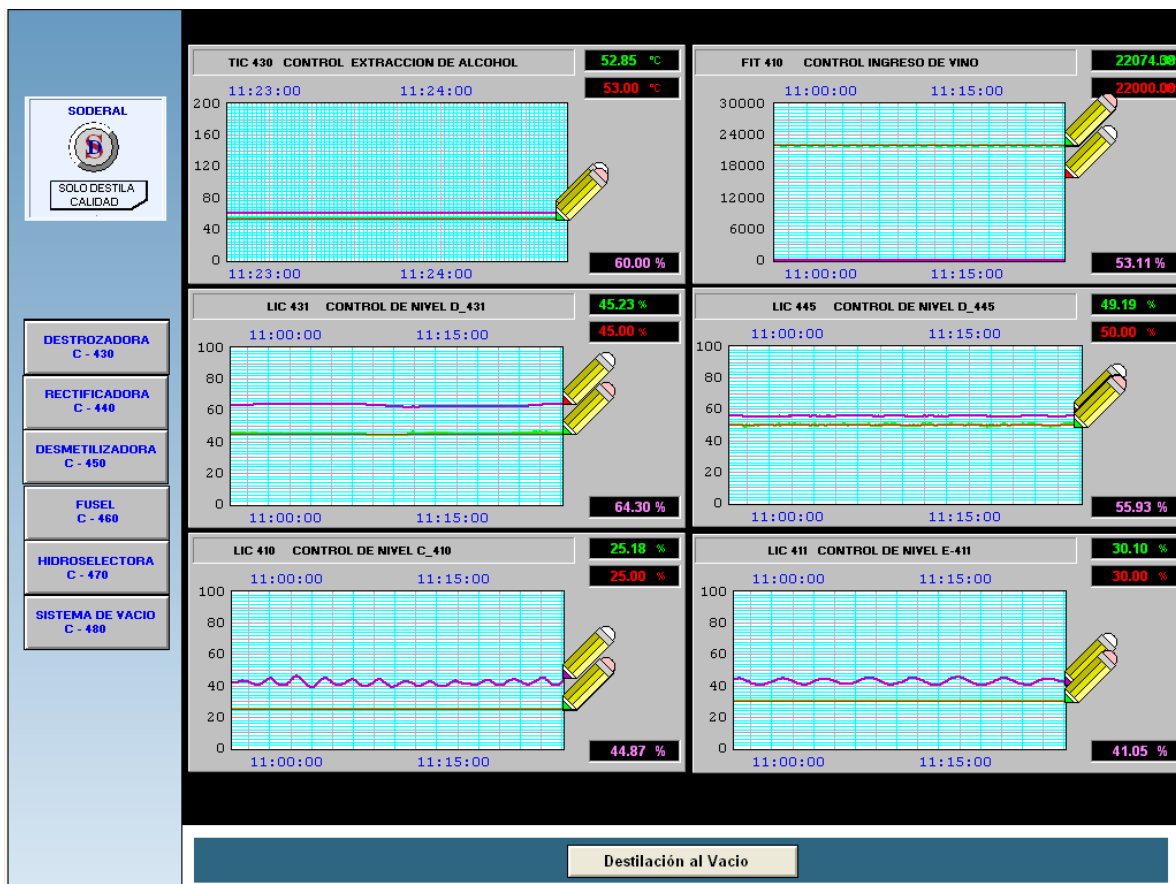 SODERAL
SD
SOLO DESTILA
CALIDAD
DESTROZADORA
C - 430
RECTIFICADORA
C - 440
DESMETILIZADORA
C - 450
FUSEL
C - 460
HIDROSELECTORA
C - 470
SISTEMA DE VACIO
C - 480
TIC 430 CONTROL EXTRACCION DE ALCOHOL
52.85 °C
53.00 °C
11:23:00 11:24:00
200
160
120
80
40
0
11:23:00 11:24:00
60.00 %
FIT 410 CONTROL INGRESO DE VINO
22000.00
11:00:00 11:15:00
30000
24000
18000
12000
6000
0
11:00:00 11:15:00
53.11 %
LIC 431 CONTROL DE NIVEL D_431
45.23 %
45.00 %
11:00:00 11:15:00
100
80
60
40
20
0
11:00:00 11:15:00
64.30 %
LIC 445 CONTROL DE NIVEL D_445
49.19 %
50.00 %
11:00:00 11:15:00
100
80
60
40
20
0
11:00:00 11:15:00
55.93 %
LIC 410 CONTROL DE NIVEL C_410
25.18 %
25.00 %
11:00:00 11:15:00
100
80
60
40
20
0
11:00:00 11:15:00
44.87 %
LIC 411 CONTROL DE NIVEL E-411
30.10 %
30.00 %
11:00:00 11:15:00
100
80
60
40
20
0
11:00:00 11:15:00
41.05 %
Destilación al Vacio